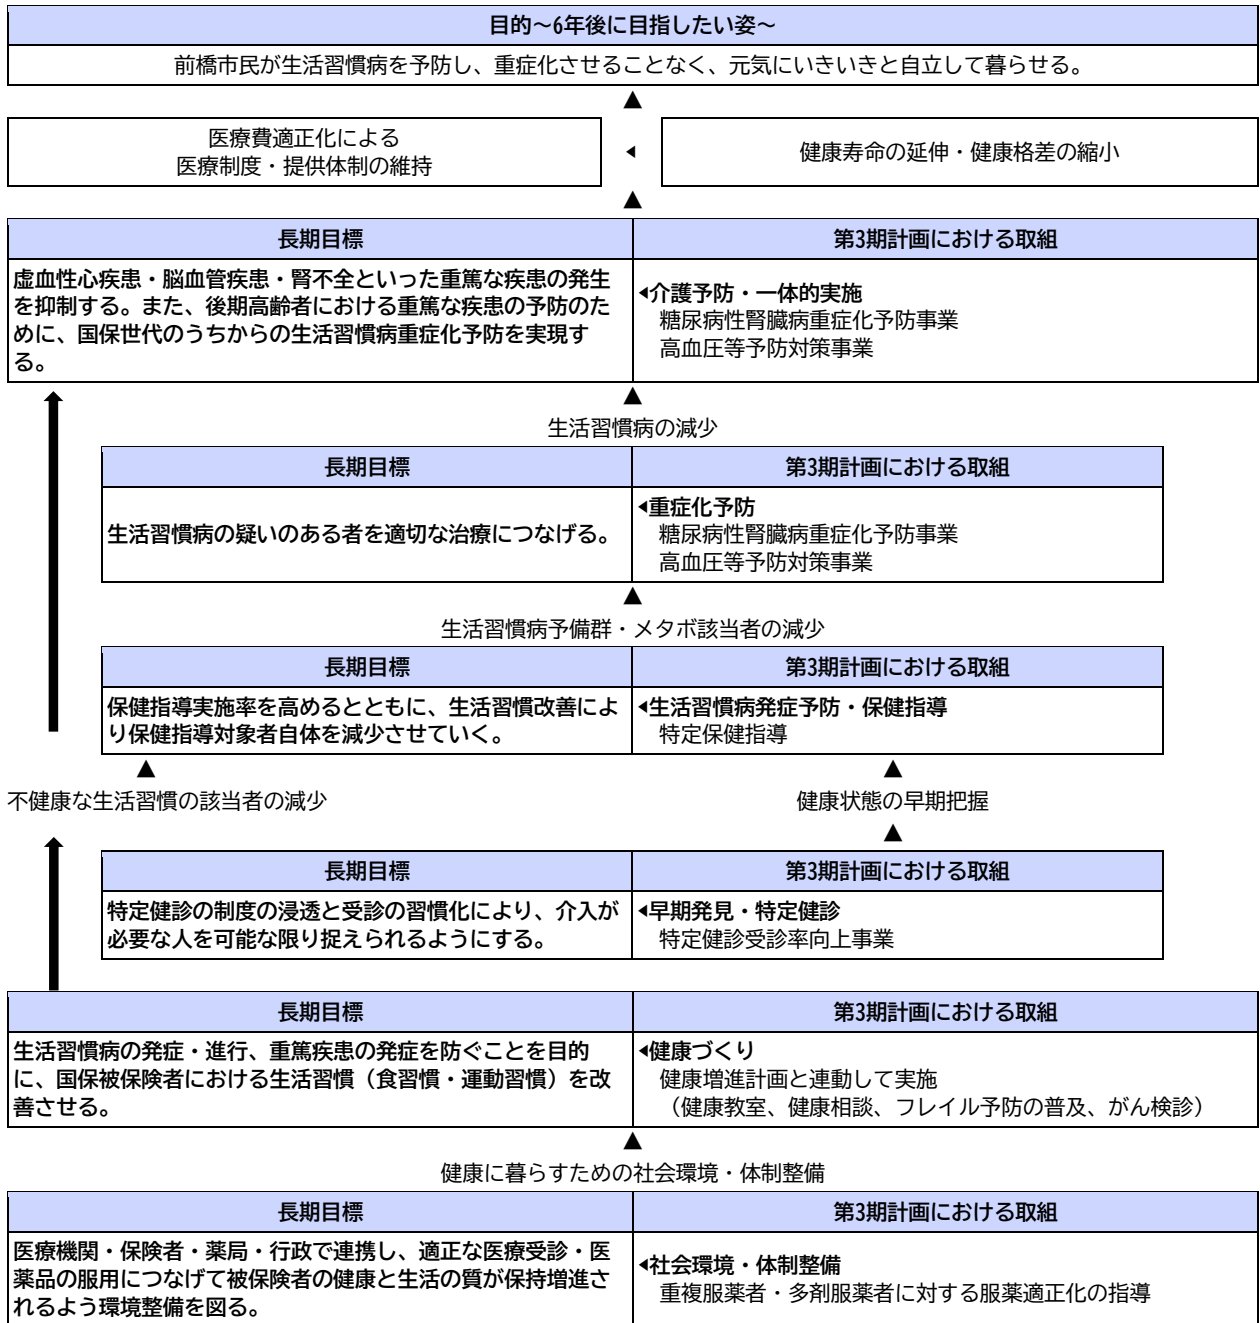 目的~6年後に目指したい姿~
前橋市民が生活習慣病を予防し、重症化させることなく、元気にいきいきと自立して暮らせる。
▲
医療費適正化による
医療制度・提供体制の維持
◂
健康寿命の延伸・健康格差の縮小
▲
長期目標
第3期計画における取組
虚血性心疾患・脳血管疾患・腎不全といった重篤な疾患の発生
を抑制する。また、後期高齢者における重篤な疾患の予防のた
めに、国保世代のうちからの生活習慣病重症化予防を実現す
る。
◂介護予防・一体的実施
糖尿病性腎臓病重症化予防事業
高血圧等予防対策事業
▲
生活習慣病の減少
長期目標
第3期計画における取組
生活習慣病の疑いのある者を適切な治療につなげる。
◂重症化予防
糖尿病性腎臓病重症化予防事業
高血圧等予防対策事業
▲
生活習慣病予備群・メタボ該当者の減少
長期目標
第3期計画における取組
保健指導実施率を高めるとともに、生活習慣改善によ
り保健指導対象者自体を減少させていく。
◂生活習慣病発症予防・保健指導
特定保健指導
▲
▲
不健康な生活習慣の該当者の減少
健康状態の早期把握
▲
長期目標
第3期計画における取組
特定健診の制度の浸透と受診の習慣化により、介入が
必要な人を可能な限り捉えられるようにする。
◂早期発見・特定健診
特定健診受診率向上事業
長期目標
第3期計画における取組
生活習慣病の発症・進行、重篤疾患の発症を防ぐことを目的
に、国保被保険者における生活習慣(食習慣・運動習慣)を改
善させる。
◂健康づくり
健康増進計画と連動して実施
(健康教室、健康相談、フレイル予防の普及、がん検診)
▲
健康に暮らすための社会環境・体制整備
長期目標
第3期計画における取組
医療機関・保険者・薬局・行政で連携し、適正な医療受診・医
薬品の服用につなげて被保険者の健康と生活の質が保持増進さ
れるよう環境整備を図る。
◂社会環境・体制整備
重複服薬者・多剤服薬者に対する服薬適正化の指導